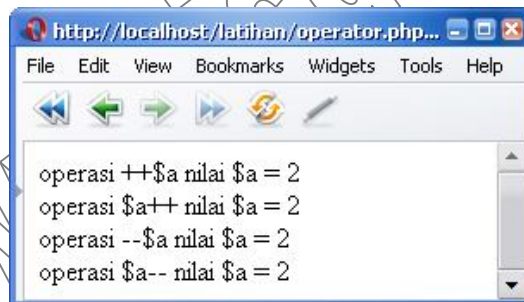 http://localhost/latihan/operator.php...
File Edit View Bookmarks Widgets Tools Help
operasi ++$a nilai $a = 2
operasi $a++ nilai $a = 2
operasi --$a nilai $a = 2
operasi $a-- nilai $a = 2